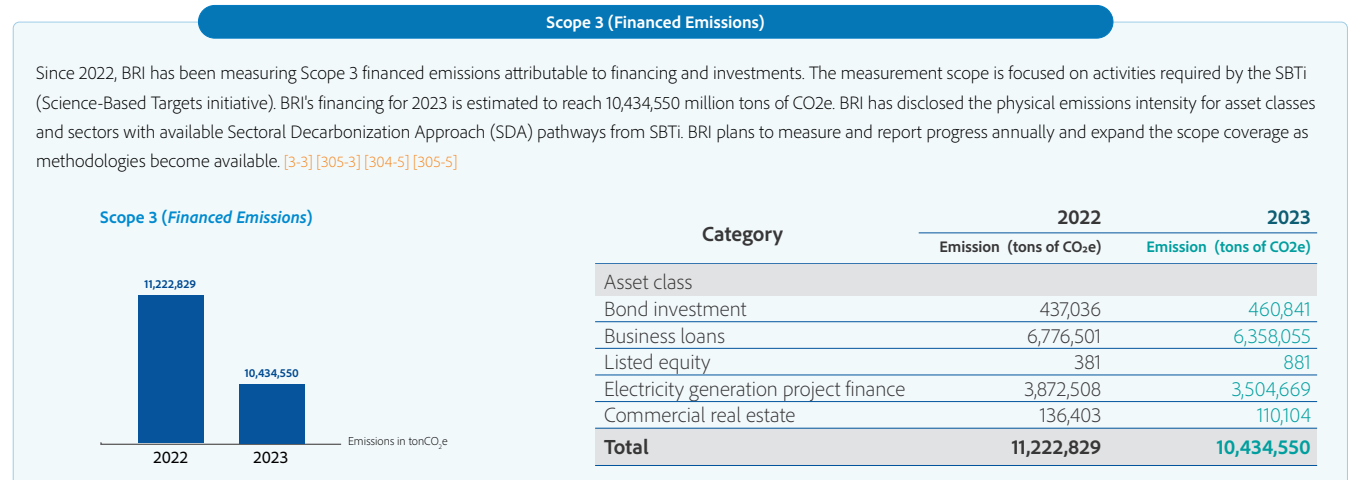 Scope 3 (Financed Emissions)
Since 2022, BRI has been measuring Scope 3 financed emissions attributable to financing and investments. The measurement scope is focused on activities required by the SBTi
(Science-Based Targets initiative). BRI's financing for 2023 is estimated to reach 10,434,550 million tons of CO2e. BRI has disclosed the physical emissions intensity for asset classes
and sectors with available Sectoral Decarbonization Approach (SDA) pathways from SBTi. BRI plans to measure and report progress annually and expand the scope coverage as
methodologies become available. [3-3] [305-3] [304-5] [305-5]
Scope 3 (Financed Emissions)
11,222,829
10,434,550
Emissions in tonCO₂e
2022 2023
Category 2022 2023
Emission (tons of CO₂e) Emission (tons of CO2e)
Asset class
Bond investment 437,036 460,841
Business loans 6,776,501 6,358,055
Listed equity 381 881
Electricity generation project finance 3,872,508 3,504,669
Commercial real estate 136,403 110,104
Total 11,222,829 10,434,550